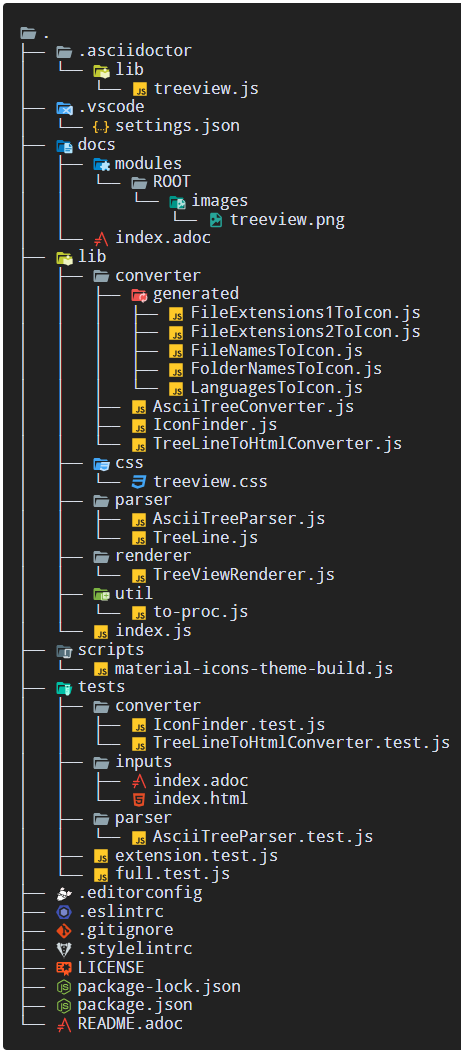 .
.asciidoctor
lib
treeview.js
.vscode
settings.json
docs
modules
ROOT
images
treeview.png
index.adoc
lib
converter
generated
FileExtensions1ToIcon.js
FileExtensions2ToIcon.js
FileNamesToIcon.js
FolderNamesToIcon.js
LanguagesToIcon.js
AsciiTreeConverter.js
IconFinder.js
TreeLineToHtmlConverter.js
css
treeview.css
parser
AsciiTreeParser.js
TreeLine.js
renderer
TreeViewRenderer.js
util
to-proc.js
index.js
scripts
material-icons-theme-build.js
tests
converter
IconFinder.test.js
TreeLineToHtmlConverter.test.js
inputs
index.adoc
index.html
parser
AsciiTreeParser.test.js
extension.test.js
full.test.js
.editorconfig
.eslintrc
.gitignore
.stylelintrc
LICENSE
package-lock.json
package.json
README.adoc